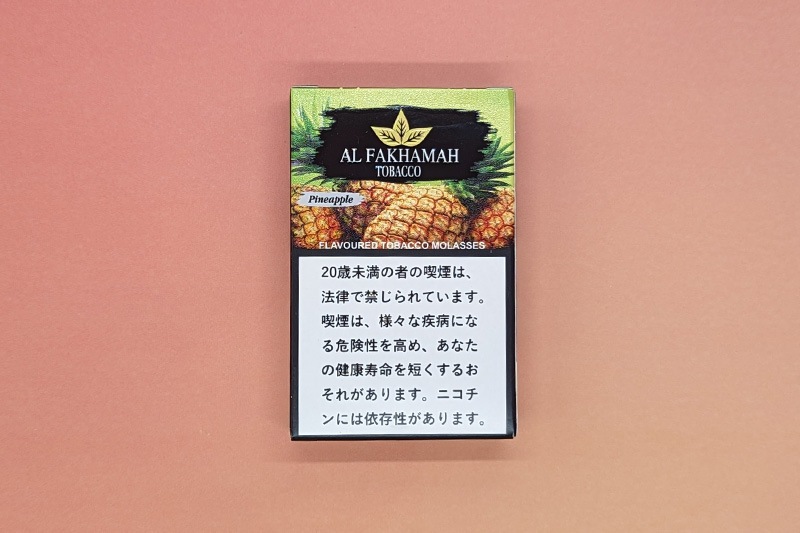 AL FAKHAMAH
TOBACCO
Pineapple
FLAVOURED TOBACCO MOLASSES
20歳未満の者の喫煙は、
法律で禁じられています。
喫煙は、様々な疾病にな
る危険性を高め、あなた
の健康寿命を短くするお
それがあります。ニコチ
ンには依存性があります。